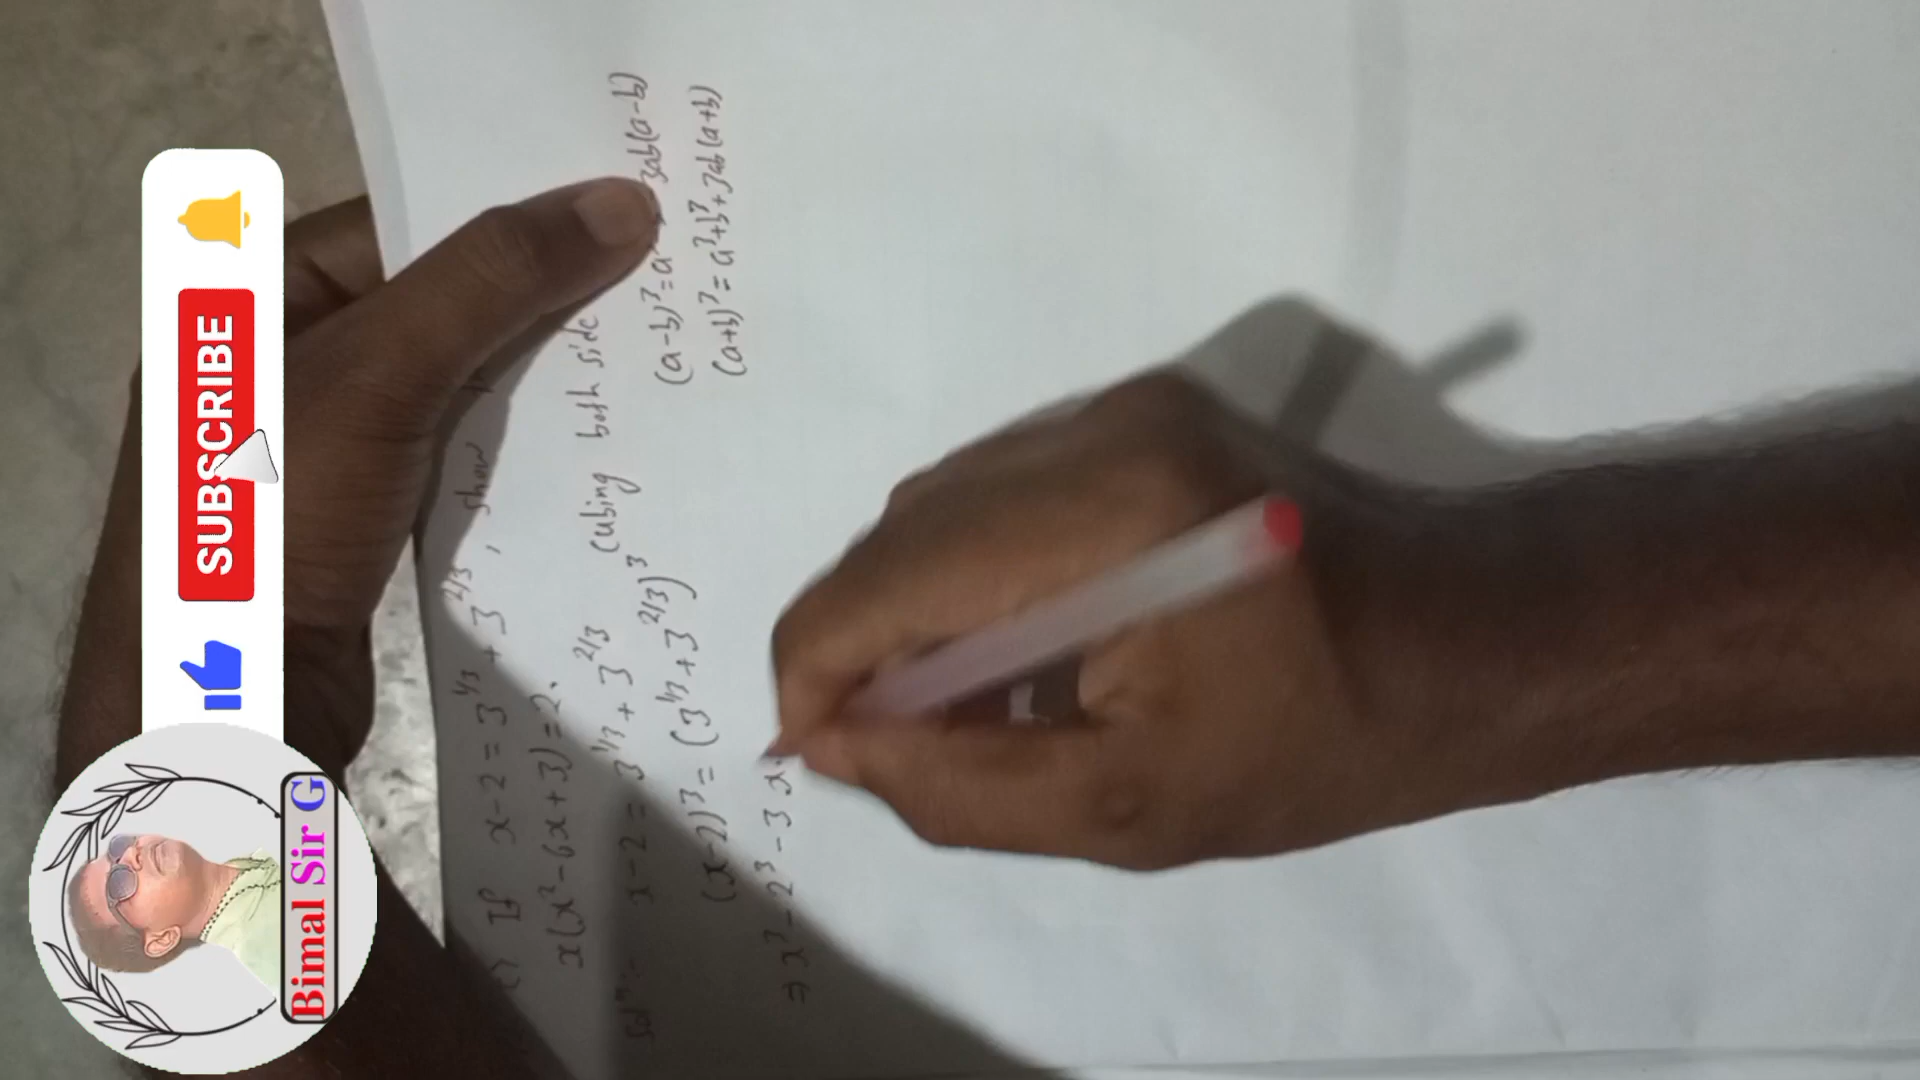 SUBSCRIBE
Bimal Sir G
If x-2 = 3^1/3 + 3^2/3, show
x(x²-6x+3)=2.
Solⁿ:- x-2 = 3^1/3 + 3^2/3 cubing both side
(x-2)³ = (3^1/3 + 3^2/3)³
⇒ x³-2³-3x
(a-b)³ = a 3ab(a-b)
(a+b)³ = a³+b³+3ab(a+b)